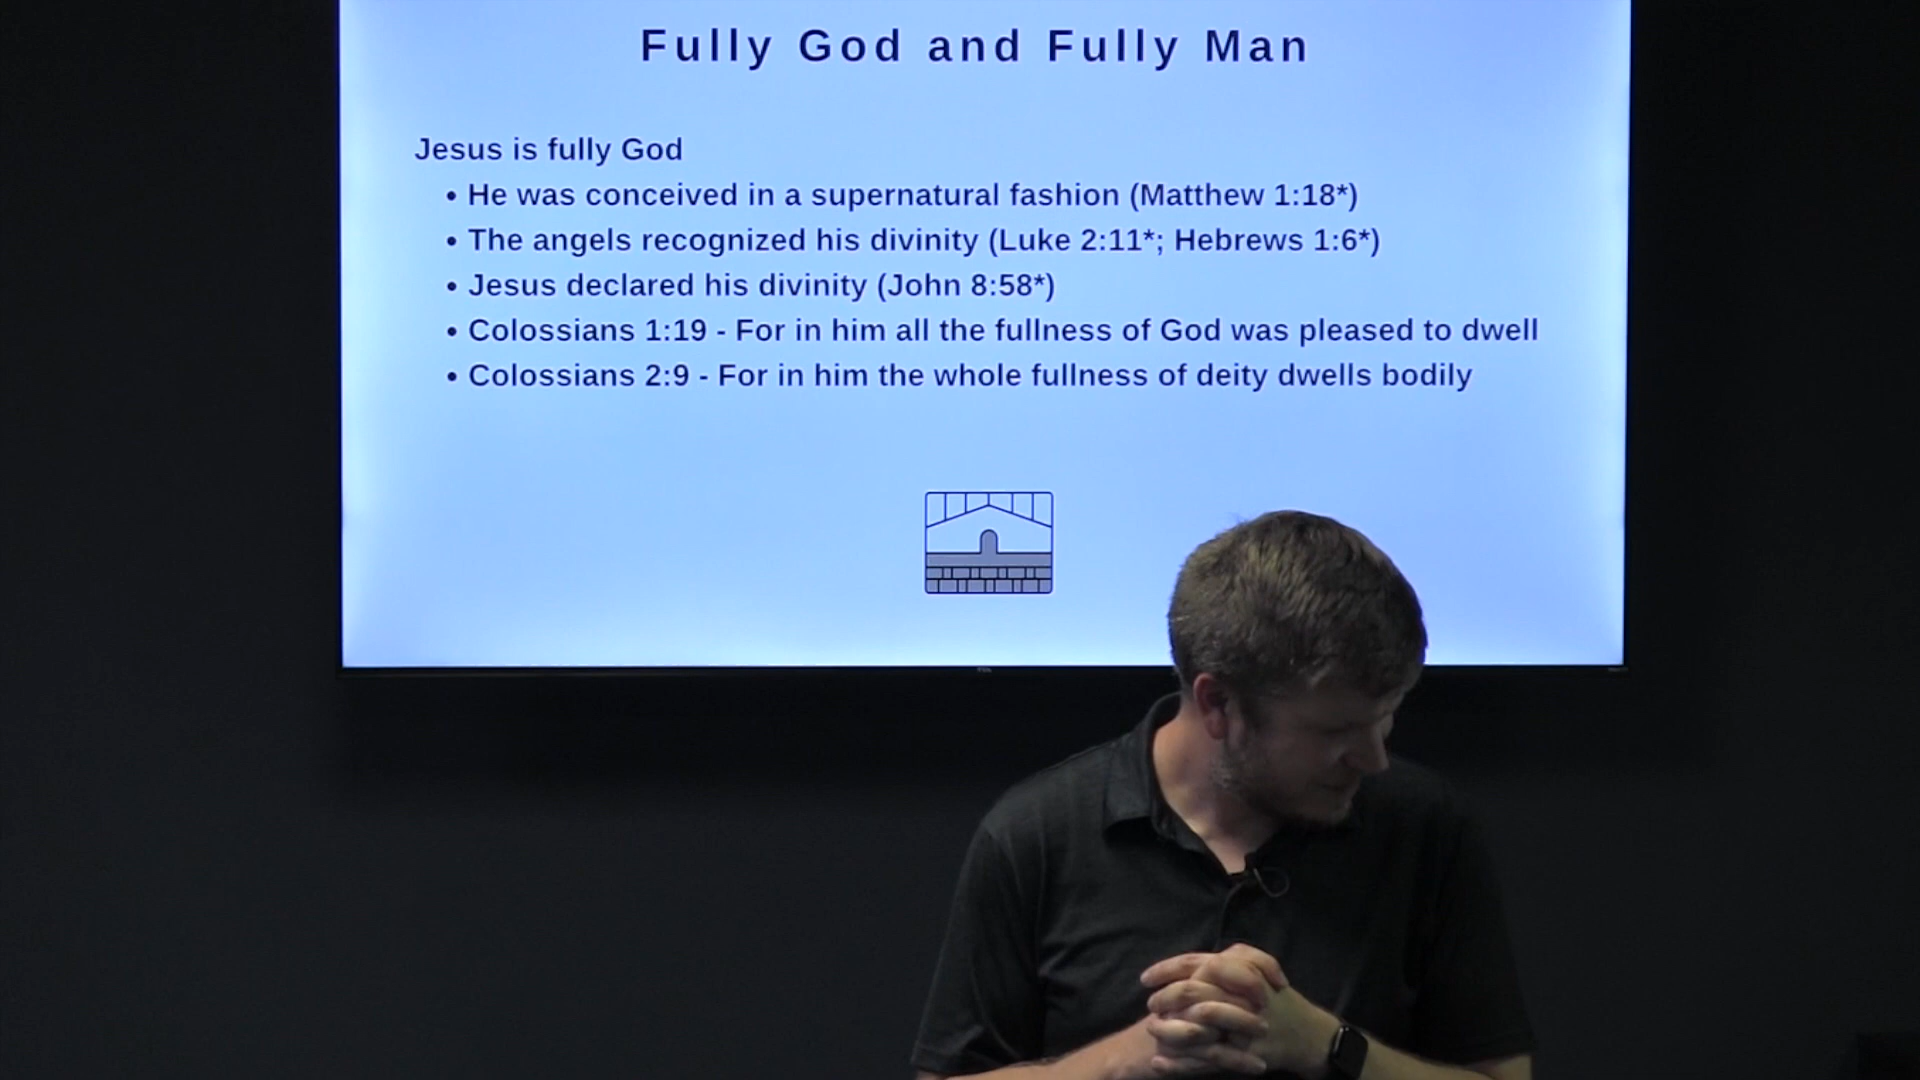 Fully God and Fully Man
Jesus is fully God
• He was conceived in a supernatural fashion (Matthew 1:18*)
• The angels recognized his divinity (Luke 2:11*; Hebrews 1:6*)
• Jesus declared his divinity (John 8:58*)
• Colossians 1:19 - For in him all the fullness of God was pleased to dwell
• Colossians 2:9 - For in him the whole fullness of deity dwells bodily